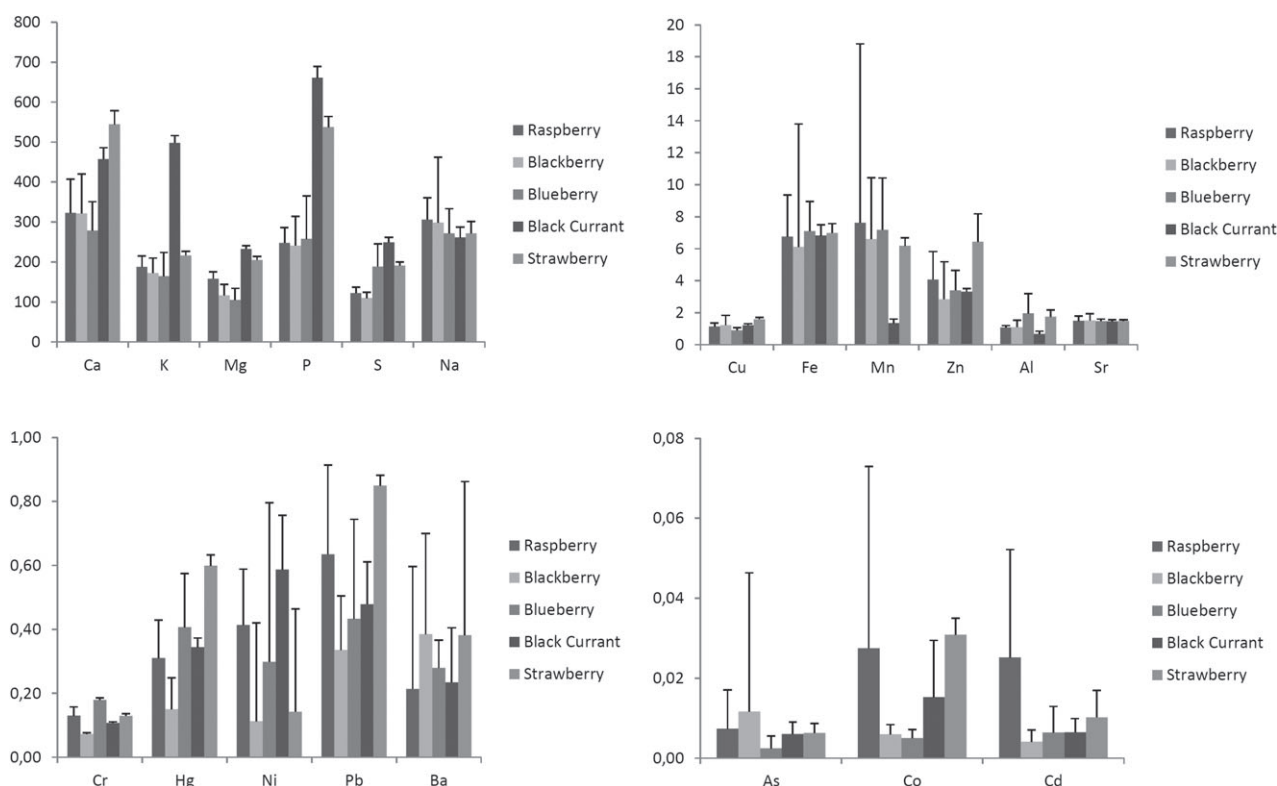 800
700
600
500
400
300
200
100
0
Ca K Mg P S Na
Raspberry
Blackberry
Blueberry
Black Currant
Strawberry
20
18
16
14
12
10
8
6
4
2
0
Cu Fe Mn Zn Al Sr
Raspberry
Blackberry
Blueberry
Black Currant
Strawberry
1,00
0,80
0,60
0,40
0,20
0,00
Cr Hg Ni Pb Ba
Raspberry
Blackberry
Blueberry
Black Currant
Strawberry
0,08
0,06
0,04
0,02
0,00
As Co Cd
Raspberry
Blackberry
Blueberry
Black Currant
Strawberry